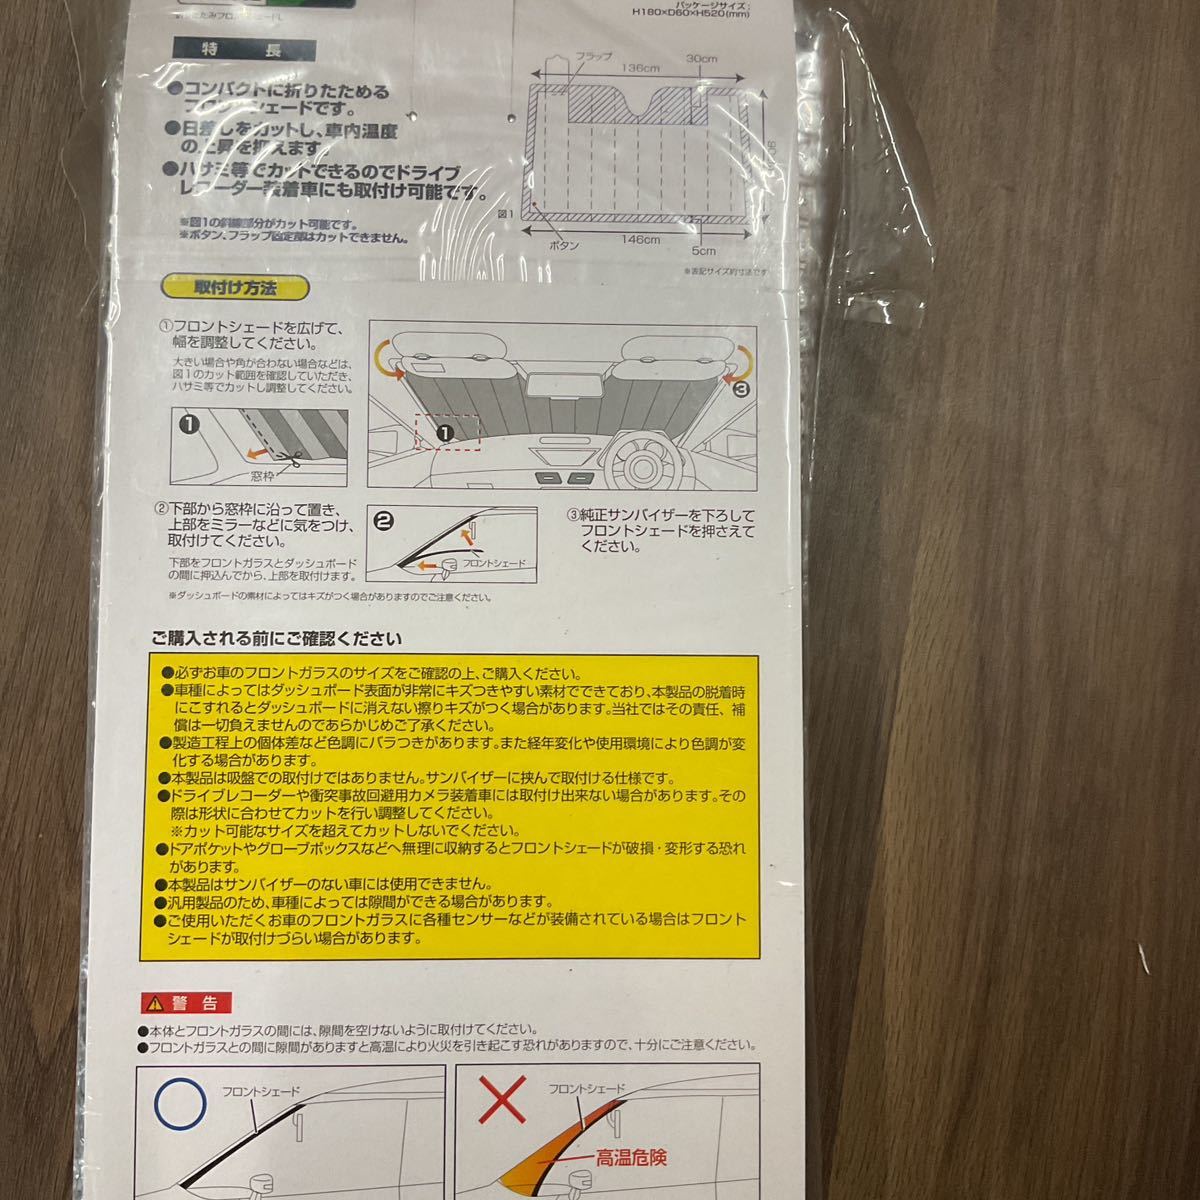 パッケージサイズ:
H180×D60×H520(mm)
特 長
●コンパクトに折りたためる
フロントシェードです。
●日差しをカットし、車内温度
の上昇を抑えます。
●ハサミ等でカットできるのでドライブ
レコーダー装着車にも取付け可能です。
※図1の斜線部分がカット可能です。
※ボタン、フラップ固定部はカットできません。
フラップ
30cm
136cm
図1
ボタン
146cm
5cm
※表記サイズ約寸法です
取付け方法
①フロントシェードを広げて、
幅を調整してください。
大きい場合や角が合わない場合などは、
図1のカット範囲を確認していただき、
ハサミ等でカットし調整してください。
❶
窓枠
❶
❸
②下部から窓枠に沿って置き、
上部をミラーなどに気をつけ、
取付けてください。
下部をフロントガラスとダッシュボード
の間に押込んでから、上部を取付けます。
※ダッシュボードの素材によってはキズがつく場合がありますのでご注意ください。
❷
フロントシェード
③純正サンバイザーを下ろして
フロントシェードを押さえて
ください。
ご購入される前にご確認ください
●必ずお車のフロントガラスのサイズをご確認の上、ご購入ください。
●車種によってはダッシュボード表面が非常にキズつきやすい素材でできており、本製品の脱着時
にこすれるとダッシュボードに消えない擦りキズがつく場合があります。当社ではその責任、補
償は一切負えませんのであらかじめご了承ください。
●製造工程上の個体差など色調にバラつきがあります。また経年変化や使用環境により色調が変
化する場合があります。
●本製品は吸盤での取付けではありません。サンバイザーに挟んで取付ける仕様です。
●ドライブレコーダーや衝突事故回避用カメラ装着車には取付け出来ない場合があります。その
際は形状に合わせてカットを行い調整してください。
※カット可能なサイズを超えてカットしないでください。
●ドアポケットやグローブボックスなどへ無理に収納するとフロントシェードが破損・変形する恐れ
があります。
●本製品はサンバイザーのない車には使用できません。
●汎用製品のため、車種によっては隙間ができる場合があります。
●ご使用いただくお車のフロントガラスに各種センサーなどが装備されている場合はフロント
シェードが取付けづらい場合があります。
警 告
●本体とフロントガラスの間には、隙間を空けないように取付けてください。
●フロントガラスとの間に隙間がありますと高温により火災を引き起こす恐れがありますので、十分にご注意ください。
フロントシェード
フロントシェード
高温危険